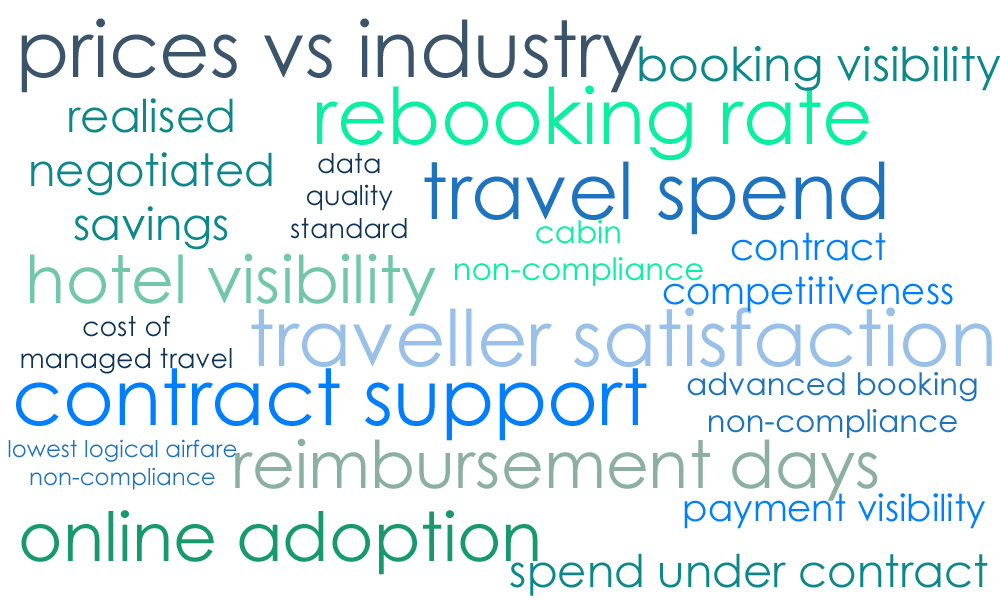 prices vs industry
booking visibility
realised
negotiated
savings
rebooking rate
data
quality
standard
travel spend
cabin
non-compliance
contract
competitiveness
hotel visibility
cost of
managed travel
traveller satisfaction
contract support
advanced booking
non-compliance
lowest logical airfare
non-compliance
reimbursement days
payment visibility
online adoption
spend under contract